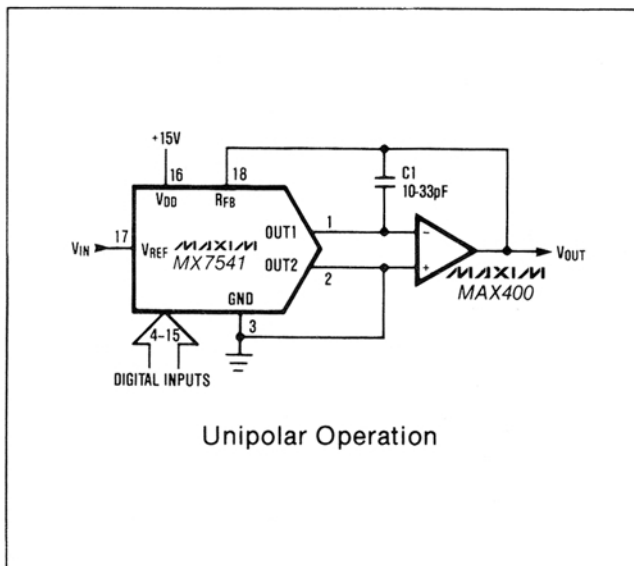 +15V
16
18
VDD
RFB
C1
10-33pF
OUT1
1
VIN
17
VREF
MAXIM
MX7541
OUT2
2
GND
3
4-15
DIGITAL INPUTS
-
+
VOUT
MAXIM
MAX400
Unipolar Operation